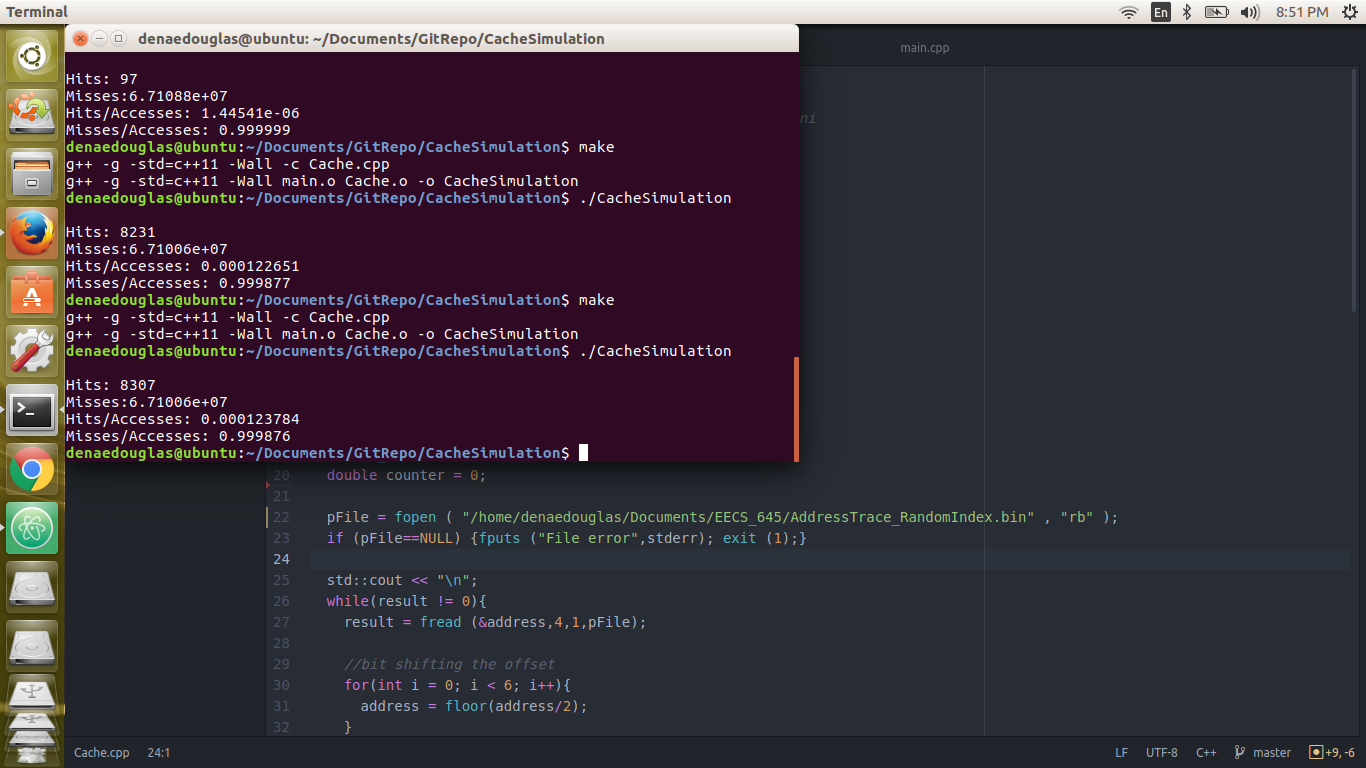 Terminal
En
8:51 PM
denaedouglas@ubuntu: ~/Documents/GitRepo/CacheSimulation
main.cpp
Hits: 97
Misses:6.71088e+07
Hits/Accesses: 1.44541e-06
Misses/Accesses: 0.999999
denaedouglas@ubuntu:~/Documents/GitRepo/CacheSimulation$ make
g++ -g -std=c++11 -Wall -c Cache.cpp
g++ -g -std=c++11 -Wall main.o Cache.o -o CacheSimulation
denaedouglas@ubuntu:~/Documents/GitRepo/CacheSimulation$ ./CacheSimulation
Hits: 8231
Misses:6.71006e+07
Hits/Accesses: 0.000122651
Misses/Accesses: 0.999877
denaedouglas@ubuntu:~/Documents/GitRepo/CacheSimulation$ make
g++ -g -std=c++11 -Wall -c Cache.cpp
g++ -g -std=c++11 -Wall main.o Cache.o -o CacheSimulation
denaedouglas@ubuntu:~/Documents/GitRepo/CacheSimulation$ ./CacheSimulation
Hits: 8307
Misses:6.71006e+07
Hits/Accesses: 0.000123784
Misses/Accesses: 0.999876
denaedouglas@ubuntu:~/Documents/GitRepo/CacheSimulation$
ni
20 double counter = 0;
21
22 pFile = fopen ( "/home/denaedouglas/Documents/EECS_645/AddressTrace_RandomIndex.bin" , "rb" );
23 if (pFile==NULL) {fputs ("File error",stderr); exit (1);}
24
25 std::cout << "\n";
26 while(result != 0){
27 result = fread (&address,4,1,pFile);
28
29 //bit shifting the offset
30 for(int i = 0; i < 6; i++){
31 address = floor(address/2);
32 }
Cache.cpp 24:1
LF UTF-8 C++ master +9, -6